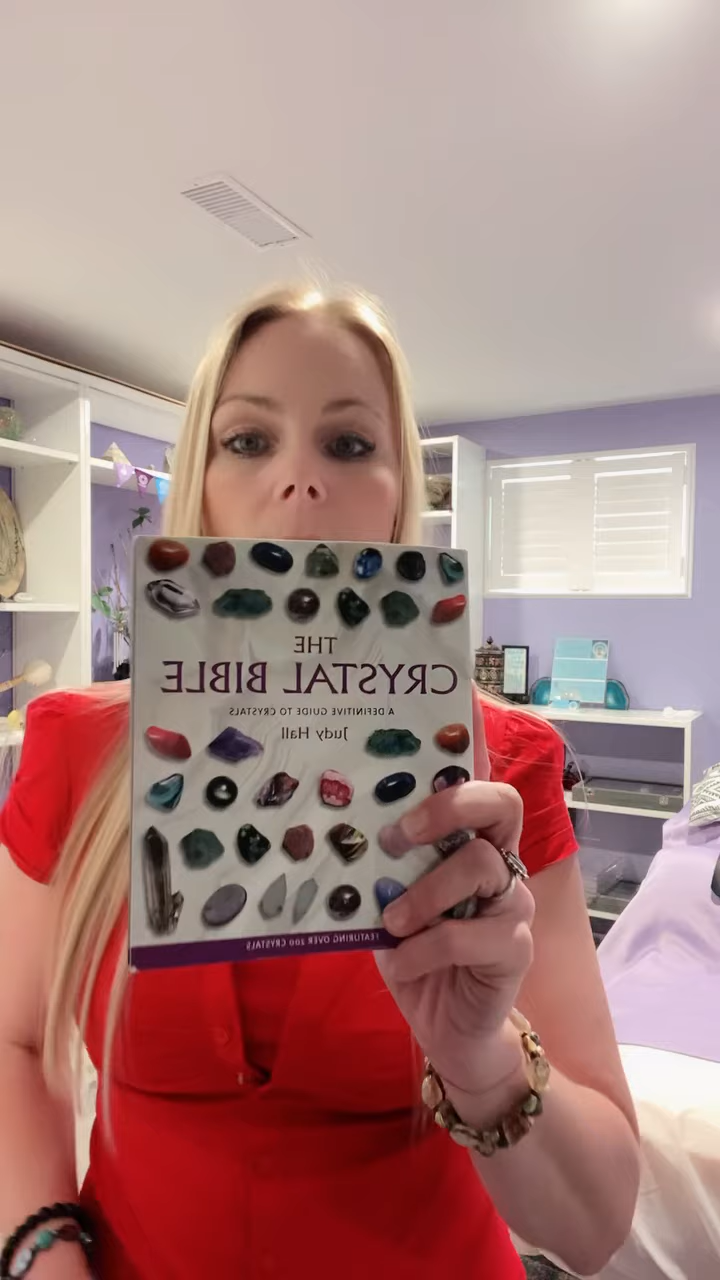 THE
CRYSTAL BIBLE
A DEFINITIVE GUIDE TO CRYSTALS
Judy Hall
FEATURING OVER 200 CRYSTALS